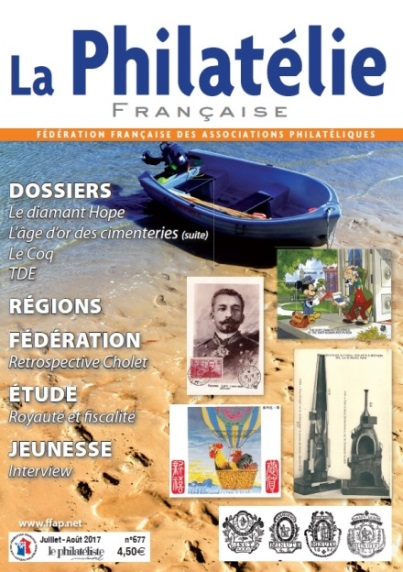 La Philatélie
FRANÇAISE
FÉDÉRATION FRANÇAISE DES ASSOCIATIONS PHILATÉLIQUES
DOSSIERS
Le diamant Hope
L'âge d'or des cimenteries (suite)
Le Coq
TDE
RÉGIONS
FÉDÉRATION
Retrospective Cholet
ÉTUDE
Royauté et fiscalité
JEUNESSE
Interview
www.ffap.net
Juillet-Août 2017
n°677
le philatéliste
4,50€